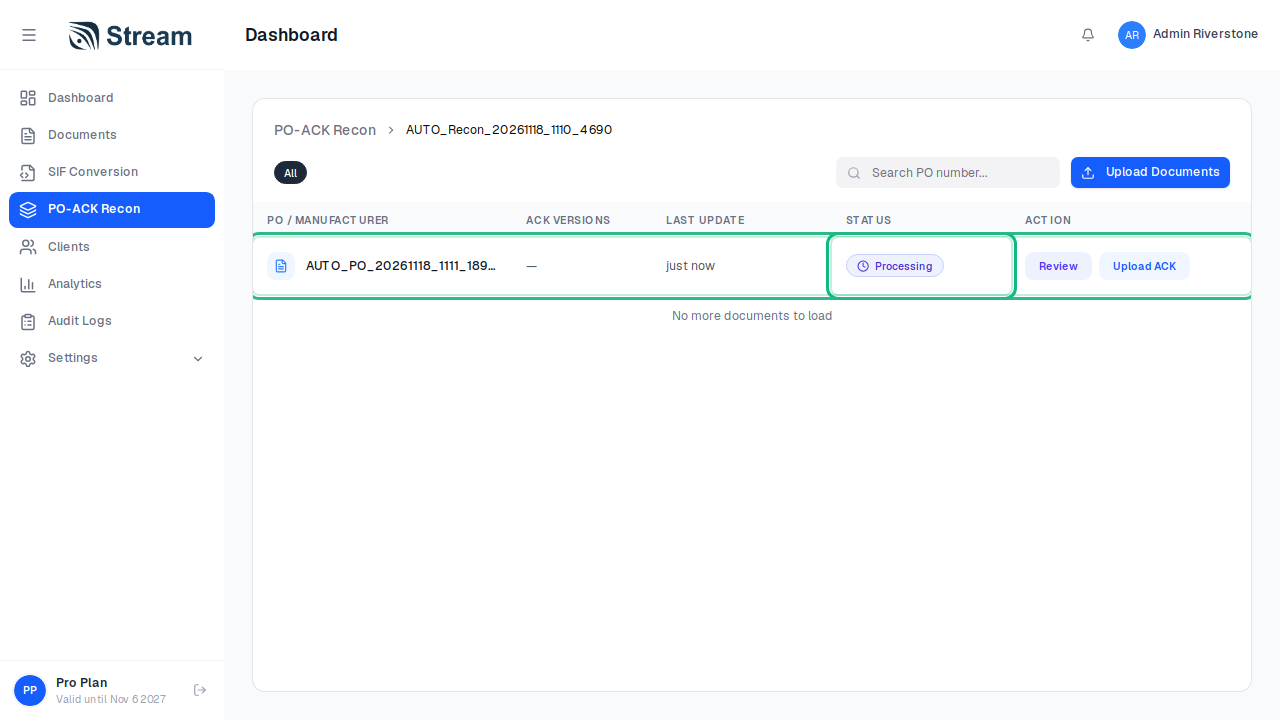 Stream
Dashboard
AR
Admin Riverstone
Dashboard
Documents
SIF Conversion
PO-ACK Recon
Clients
Analytics
Audit Logs
Settings
PO-ACK Recon > AUTO_Recon_20261118_1110_4690
All
Search PO number...
Upload Documents
PO / MANUFACTURER ACK VERSIONS LAST UPDATE STATUS ACTION
AUTO_PO_20261118_1111_189... — just now Processing Review Upload ACK
No more documents to load
PP
Pro Plan
Valid until Nov 6 2027